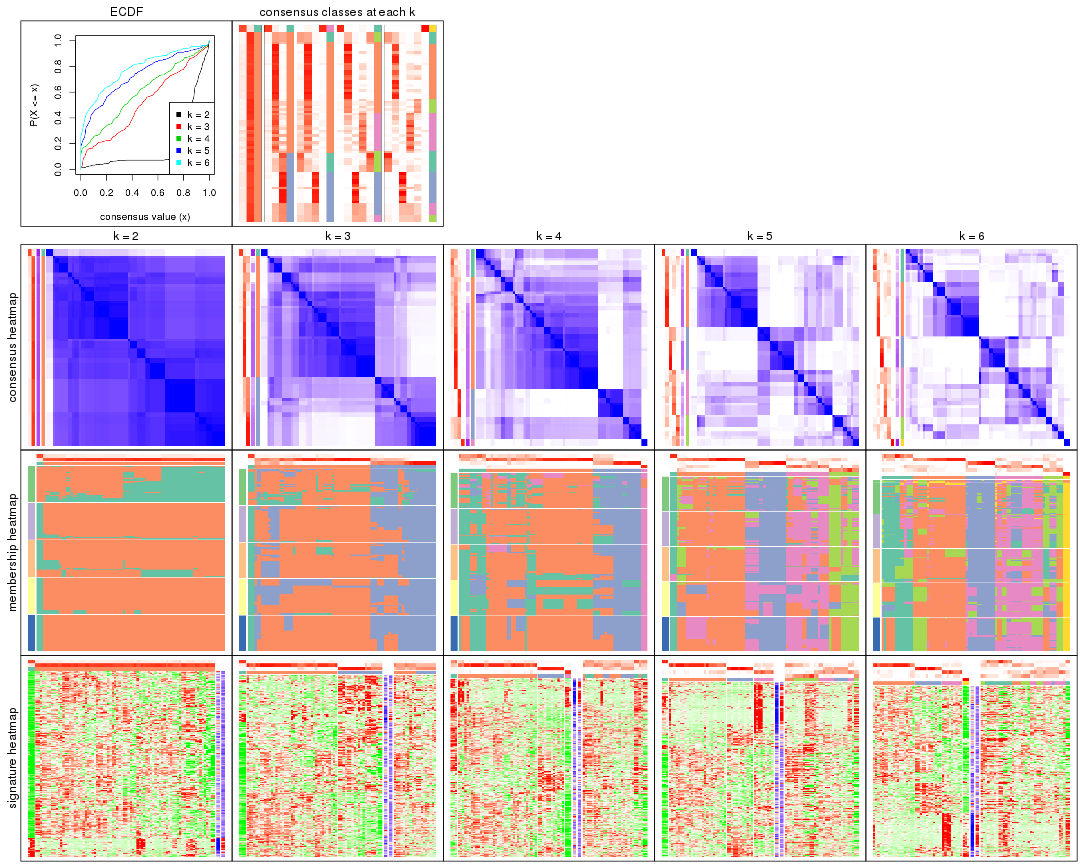 ECDF
consensus classes at each k
P(X <= x)
1.0
0.8
0.6
0.4
0.2
0.0
k = 2
k = 3
k = 4
k = 5
k = 6
0.0 0.2 0.4 0.6 0.8 1.0
consensus value (x)
k = 2
k = 3
k = 4
k = 5
k = 6
consensus heatmap
membership heatmap
signature heatmap